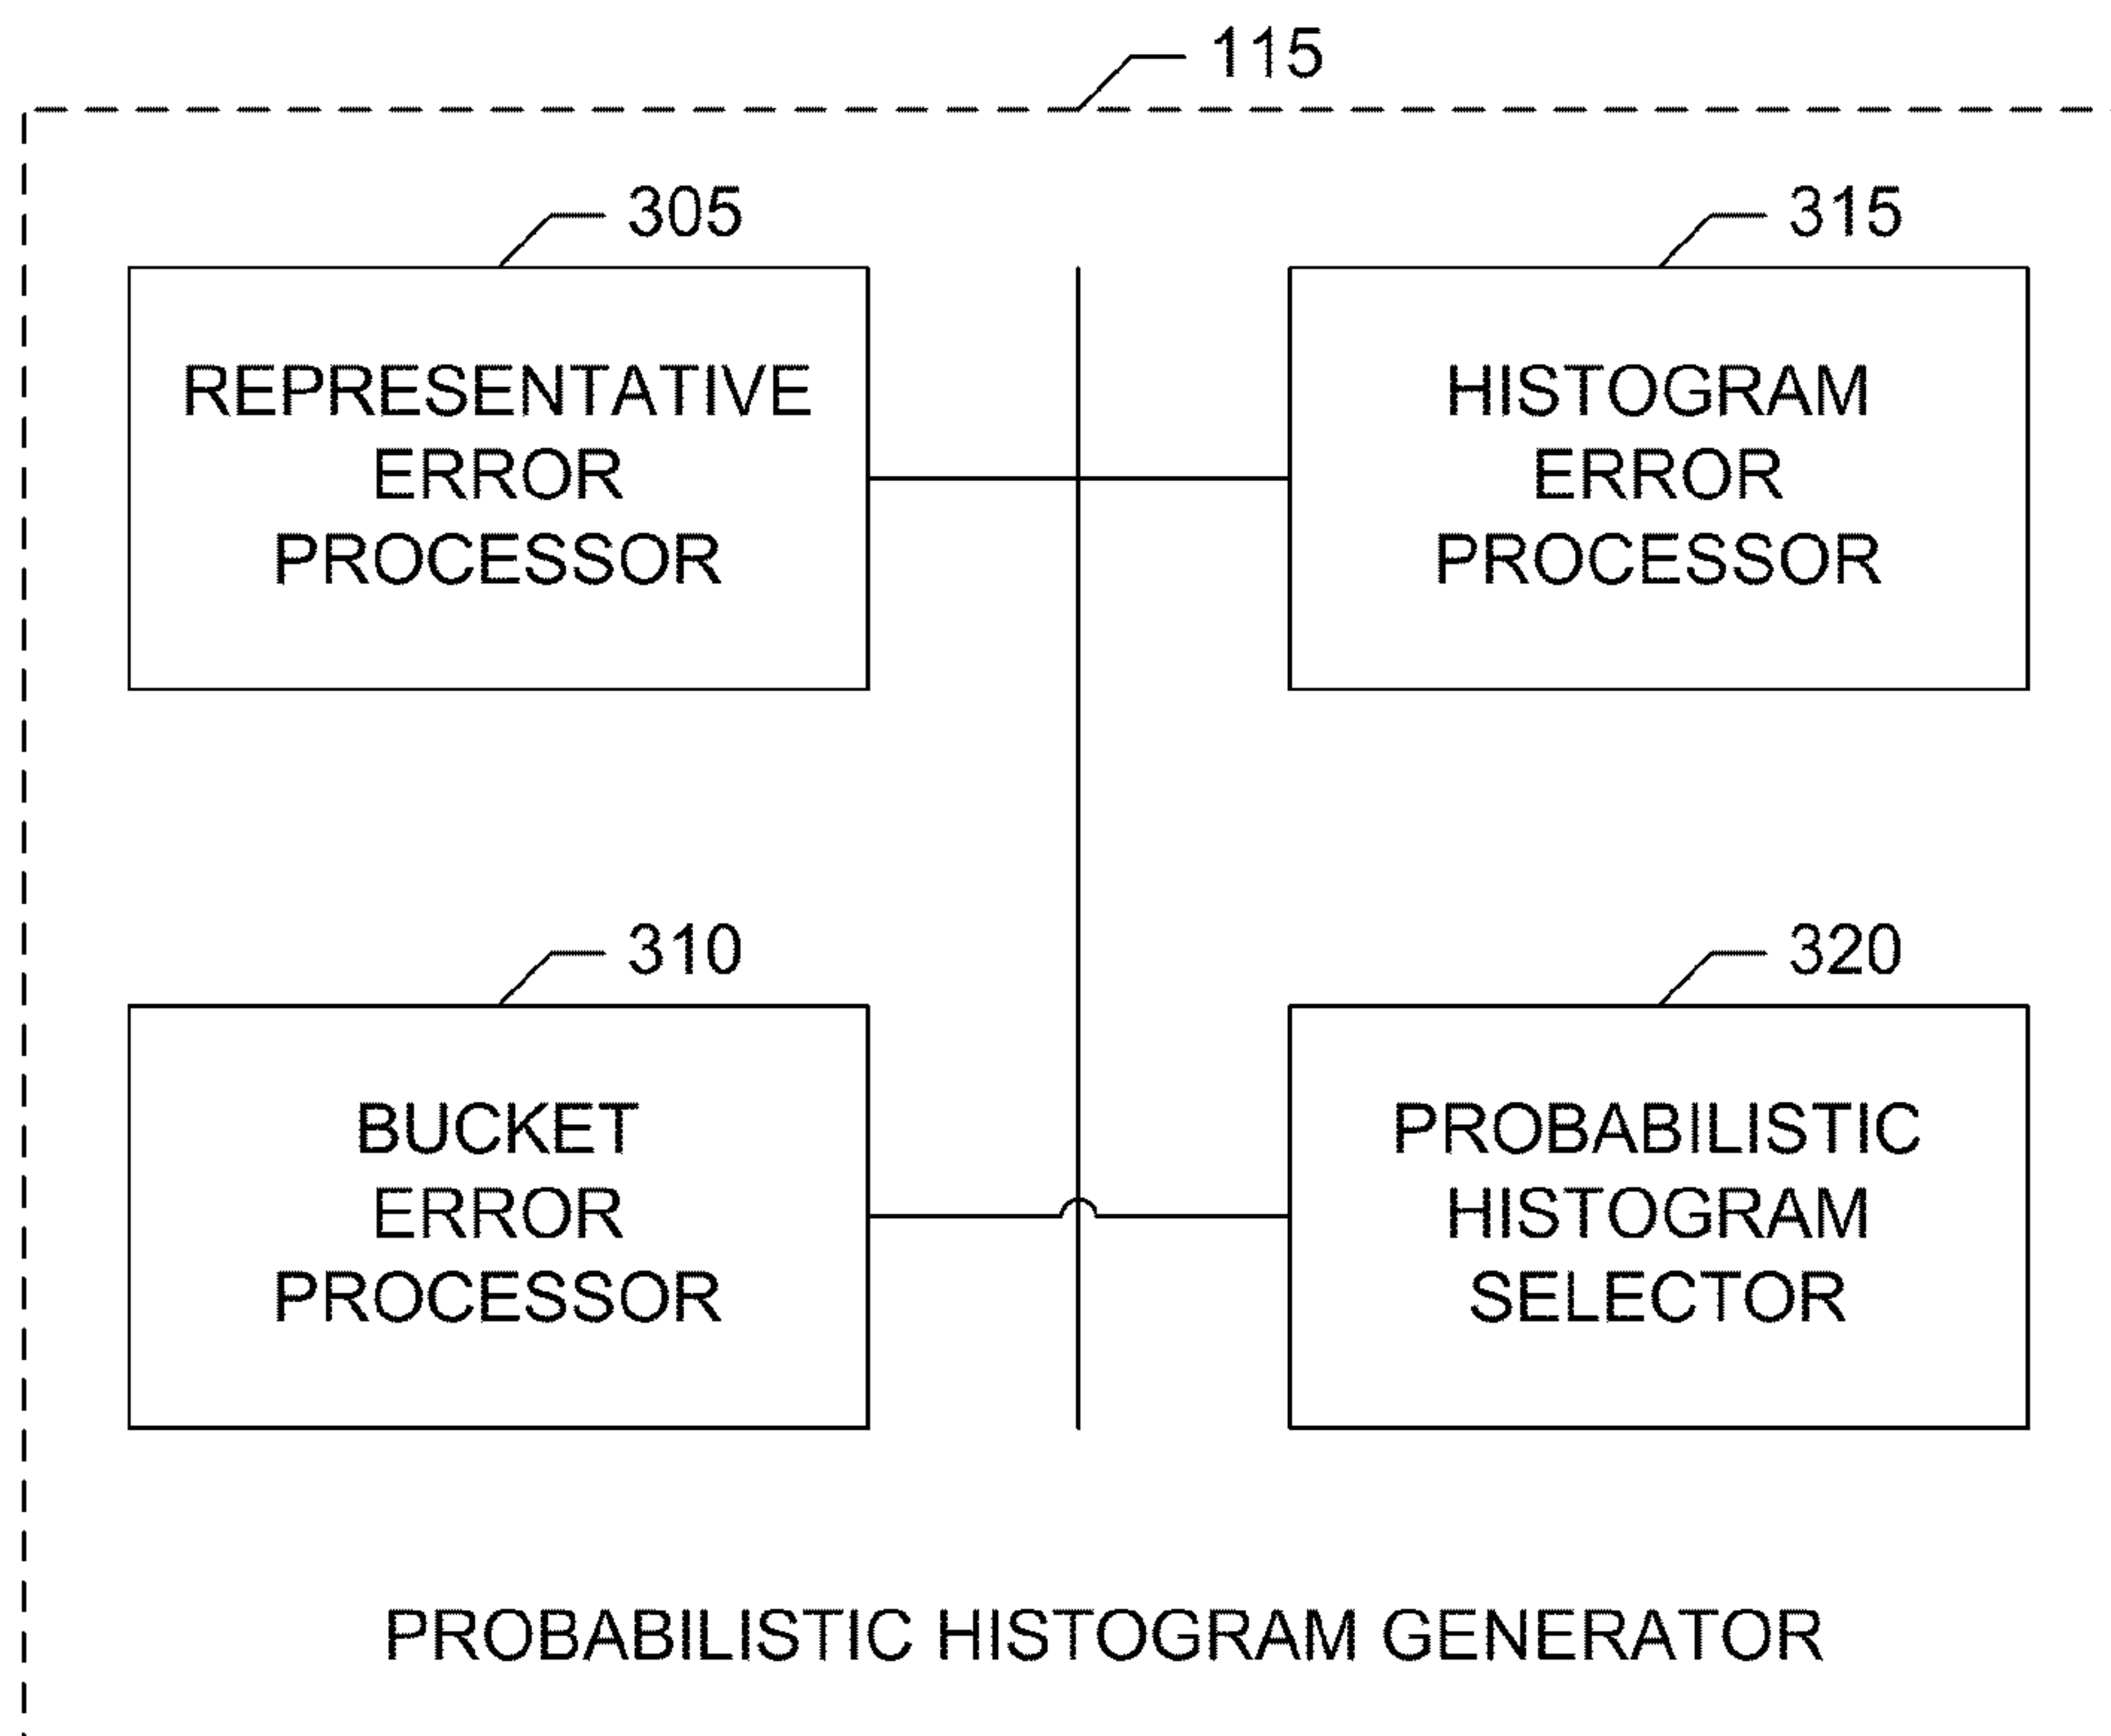 115
305
REPRESENTATIVE
ERROR
PROCESSOR
315
HISTOGRAM
ERROR
PROCESSOR
310
BUCKET
ERROR
PROCESSOR
320
PROBABILISTIC
HISTOGRAM
SELECTOR
PROBABILISTIC HISTOGRAM GENERATOR